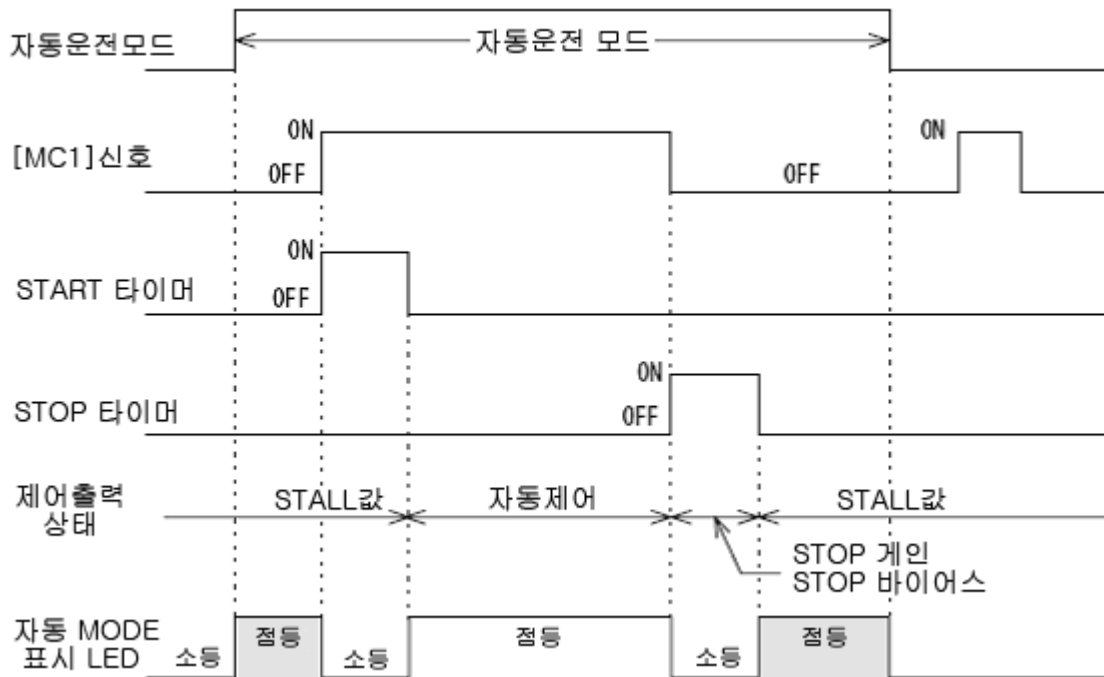 자동운전모드
자동운전 모드
[MC1]신호
ON
OFF
OFF
ON
START 타이머
ON
OFF
STOP 타이머
ON
OFF
제어출력
상태
STALL값
자동제어
STALL값
STOP 게인
STOP 바이어스
자동 MODE
표시 LED
소등
점등
소등
점등
소등
점등